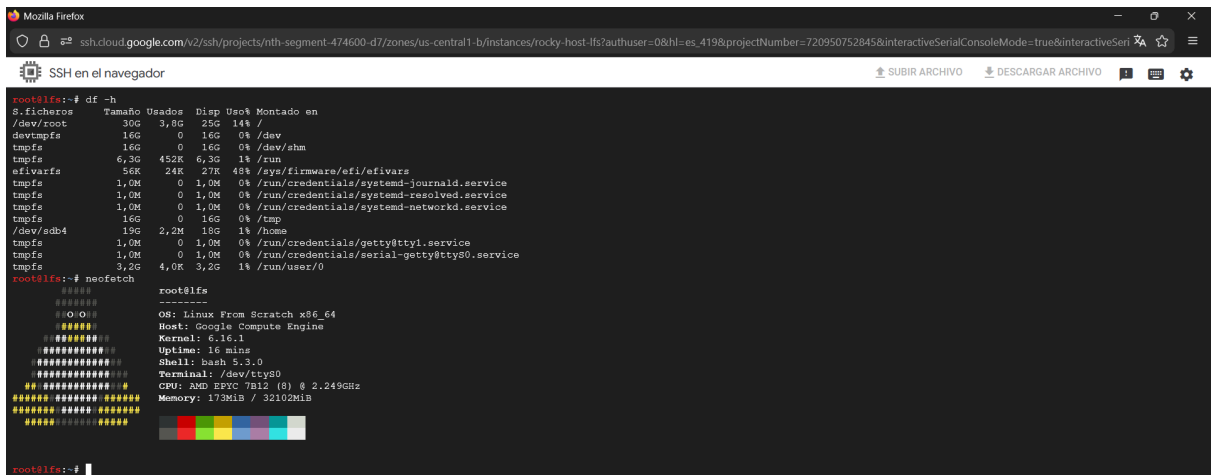 Mozilla Firefox
ssh.cloud.google.com/v2/ssh/projects/nth-segment-474600-d7/zones/us-central1-b/instances/rocky-host-lfs?authuser=0&hl=es_419&projectNumber=720950752845&interactiveSerialConsoleMode=true&interactiveSeri
SSH en el navegador
SUBIR ARCHIVO
DESCARGAR ARCHIVO
root@lfs:~# df -h
S.ficheros Tamaño Usados Disp Uso% Montado en
/dev/root 30G 3,8G 25G 14% /
devtmpfs 16G 0 16G 0% /dev
tmpfs 16G 0 16G 0% /dev/shm
tmpfs 6,3G 452K 6,3G 1% /run
efivarfs 56K 24K 27K 48% /sys/firmware/efi/efivars
tmpfs 1,0M 0 1,0M 0% /run/credentials/systemd-journald.service
tmpfs 1,0M 0 1,0M 0% /run/credentials/systemd-resolved.service
tmpfs 1,0M 0 1,0M 0% /run/credentials/systemd-networkd.service
tmpfs 16G 0 16G 0% /tmp
/dev/sdb4 19G 2,2M 18G 1% /home
tmpfs 1,0M 0 1,0M 0% /run/credentials/getty@tty1.service
tmpfs 1,0M 0 1,0M 0% /run/credentials/serial-getty@ttyS0.service
tmpfs 3,2G 4,0K 3,2G 1% /run/user/0
root@lfs:~# neofetch
root@lfs
--------
OS: Linux From Scratch x86_64
Host: Google Compute Engine
Kernel: 6.16.1
Uptime: 16 mins
Shell: bash 5.3.0
Terminal: /dev/ttyS0
CPU: AMD EPYC 7B12 (8) @ 2.249GHz
Memory: 173MiB / 32102MiB
root@lfs:~#